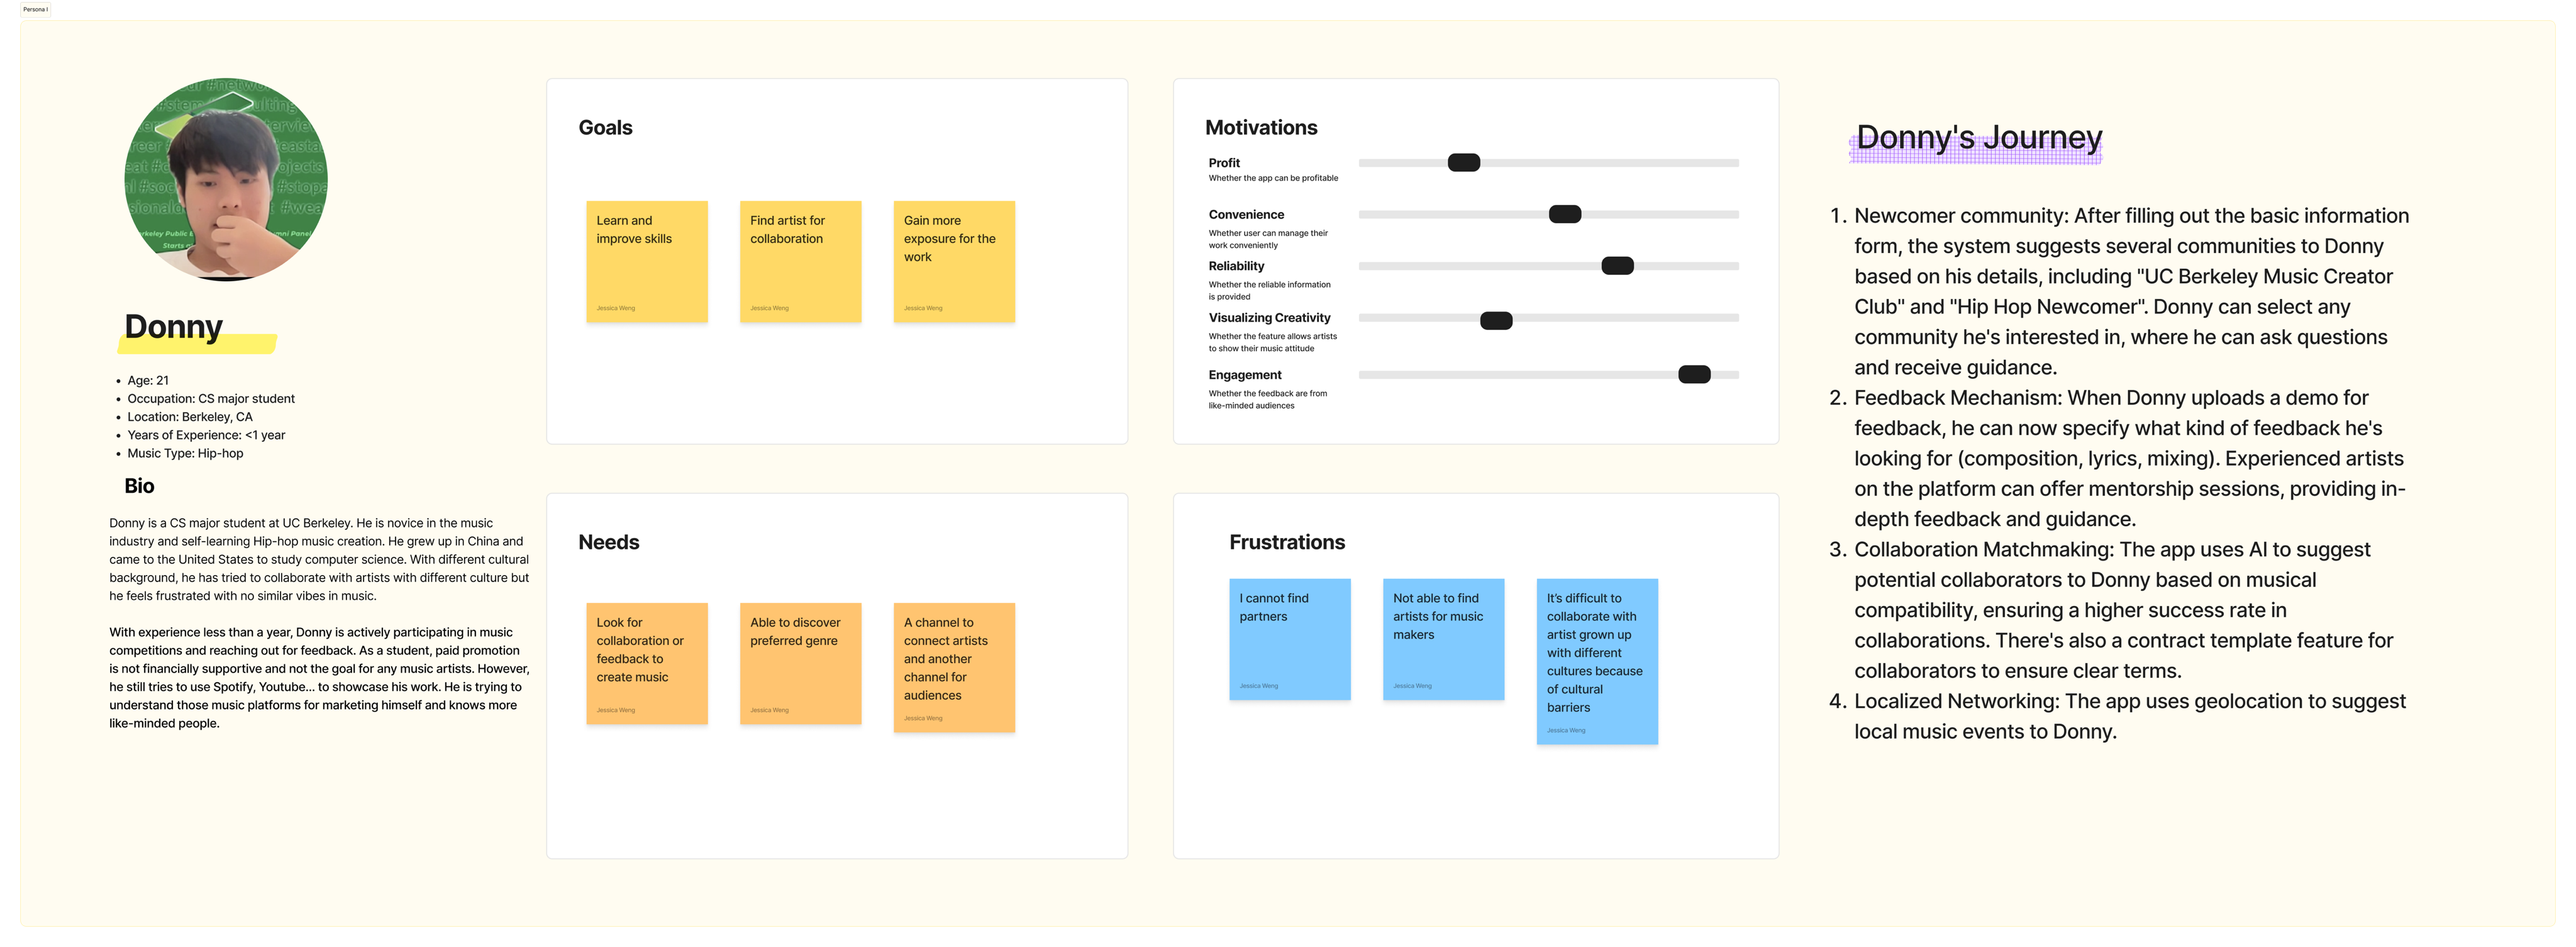 Persona I
#stem
ulting
#soc
#stopa
#wea
Starts
Donny
Age: 21
Occupation: CS major student
Location: Berkeley, CA
Years of Experience: <1 year
Music Type: Hip-hop
Bio
Donny is a CS major student at UC Berkeley. He is novice in the music
industry and self-learning Hip-hop music creation. He grew up in China and
came to the United States to study computer science. With different cultural
background, he has tried to collaborate with artists with different culture but
he feels frustrated with no similar vibes in music.
With experience less than a year, Donny is actively participating in music
competitions and reaching out for feedback. As a student, paid promotion
is not financially supportive and not the goal for any music artists. However,
he still tries to use Spotify, Youtube... to showcase his work. He is trying to
understand those music platforms for marketing himself and knows more
like-minded people.
Goals
Learn and
improve skills
Jessica Weng
Find artist for
collaboration
Jessica Weng
Gain more
exposure for the
work
Jessica Weng
Needs
Look for
collaboration or
feedback to
create music
Jessica Weng
Able to discover
preferred genre
Jessica Weng
A channel to
connect artists
and another
channel for
audiences
Jessica Weng
Motivations
Profit
Whether the app can be profitable
Convenience
Whether user can manage their
work conveniently
Reliability
Whether the reliable information
is provided
Visualizing Creativity
Whether the feature allows artists
to show their music attitude
Engagement
Whether the feedback are from
like-minded audiences
Frustrations
I cannot find
partners
Jessica Weng
Not able to find
artists for music
makers
Jessica Weng
It's difficult to
collaborate with
artist grown up
with different
cultures because
of cultural
barriers
Jessica Weng
Donny's Journey
1. Newcomer community: After filling out the basic information
form, the system suggests several communities to Donny
based on his details, including "UC Berkeley Music Creator
Club" and "Hip Hop Newcomer". Donny can select any
community he's interested in, where he can ask questions
and receive guidance.
2. Feedback Mechanism: When Donny uploads a demo for
feedback, he can now specify what kind of feedback he's
looking for (composition, lyrics, mixing). Experienced artists
on the platform can offer mentorship sessions, providing in-
depth feedback and guidance.
3. Collaboration Matchmaking: The app uses AI to suggest
potential collaborators to Donny based on musical
compatibility, ensuring a higher success rate in
collaborations. There's also a contract template feature for
collaborators to ensure clear terms.
4. Localized Networking: The app uses geolocation to suggest
local music events to Donny.